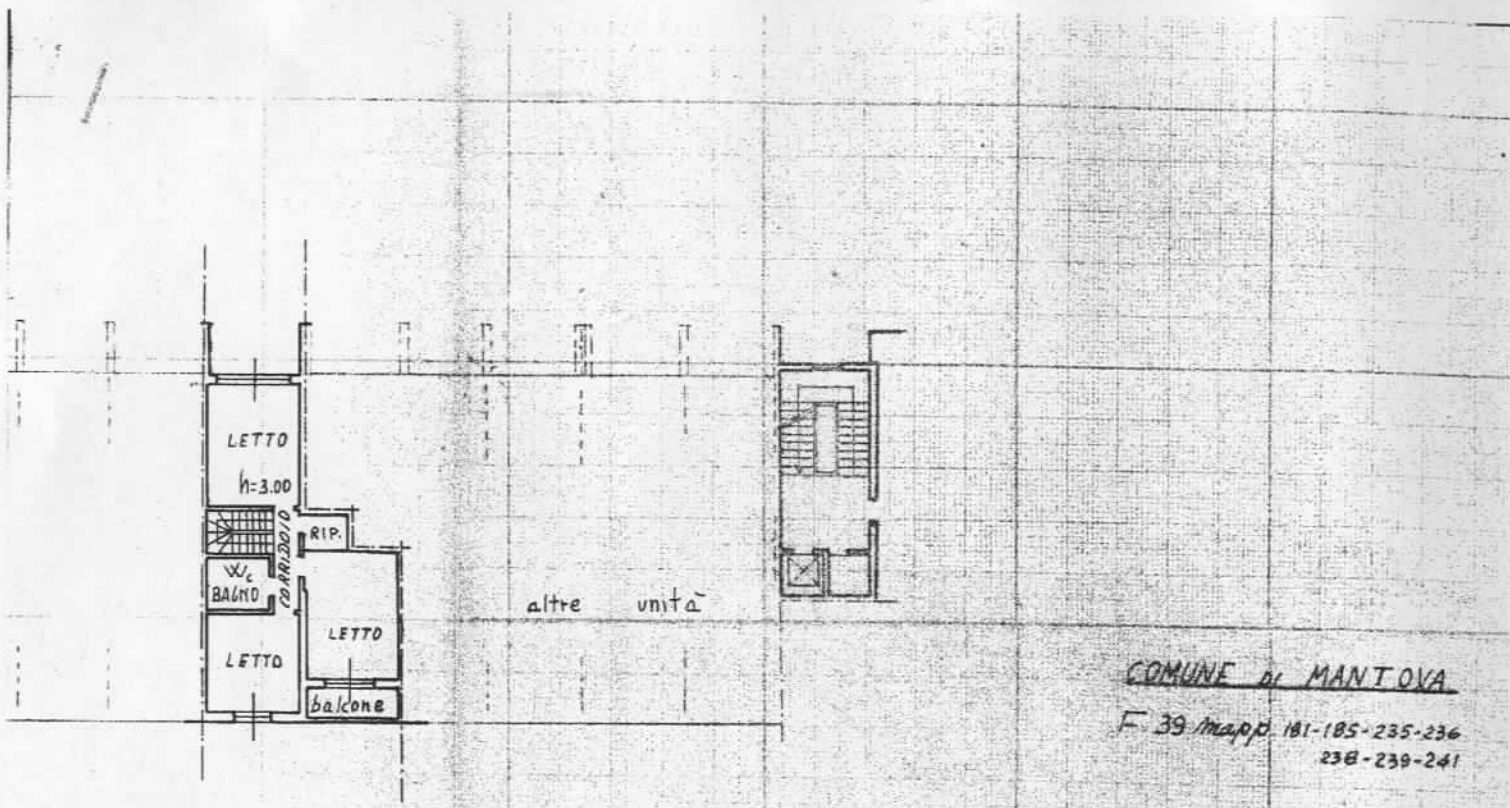 LETTO
h=3.00
CORRIDOIO
RIP.
Wc
BAGNO
LETTO
LETTO
balcone
altre unità
COMUNE DI MANTOVA
F 39 mapp. 181-185-235-236
238-239-241